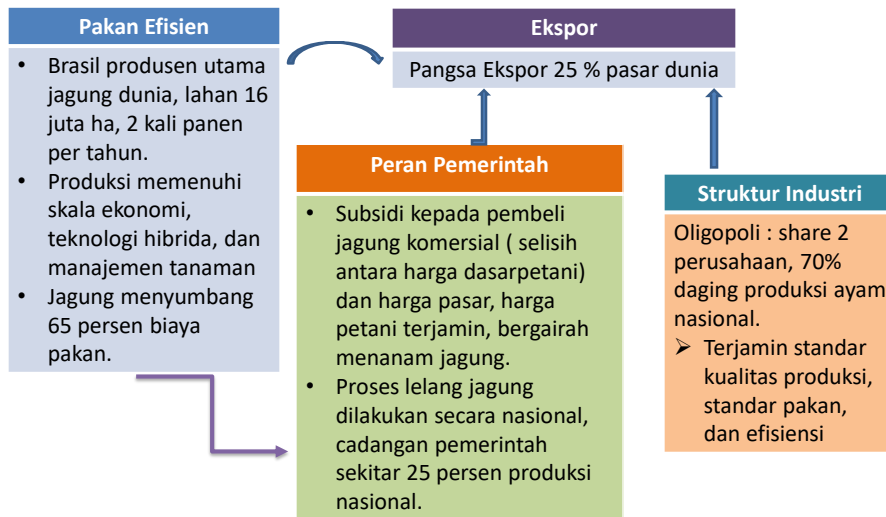 Pakan Efisien
• Brasil produsen utama
jagung dunia, lahan 16
juta ha, 2 kali panen
per tahun.
• Produksi memenuhi
skala ekonomi,
teknologi hibrida, dan
manajemen tanaman
• Jagung menyumbang
65 persen biaya
pakan.
Ekspor
Pangsa Ekspor 25 % pasar dunia
Peran Pemerintah
• Subsidi kepada pembeli
jagung komersial ( selisih
antara harga dasarpetani)
dan harga pasar, harga
petani terjamin, bergairah
menanam jagung.
• Proses lelang jagung
dilakukan secara nasional,
cadangan pemerintah
sekitar 25 persen produksi
nasional.
Struktur Industri
Oligopoli : share 2
perusahaan, 70%
daging produksi ayam
nasional.
➢ Terjamin standar
kualitas produksi,
standar pakan,
dan efisiensi